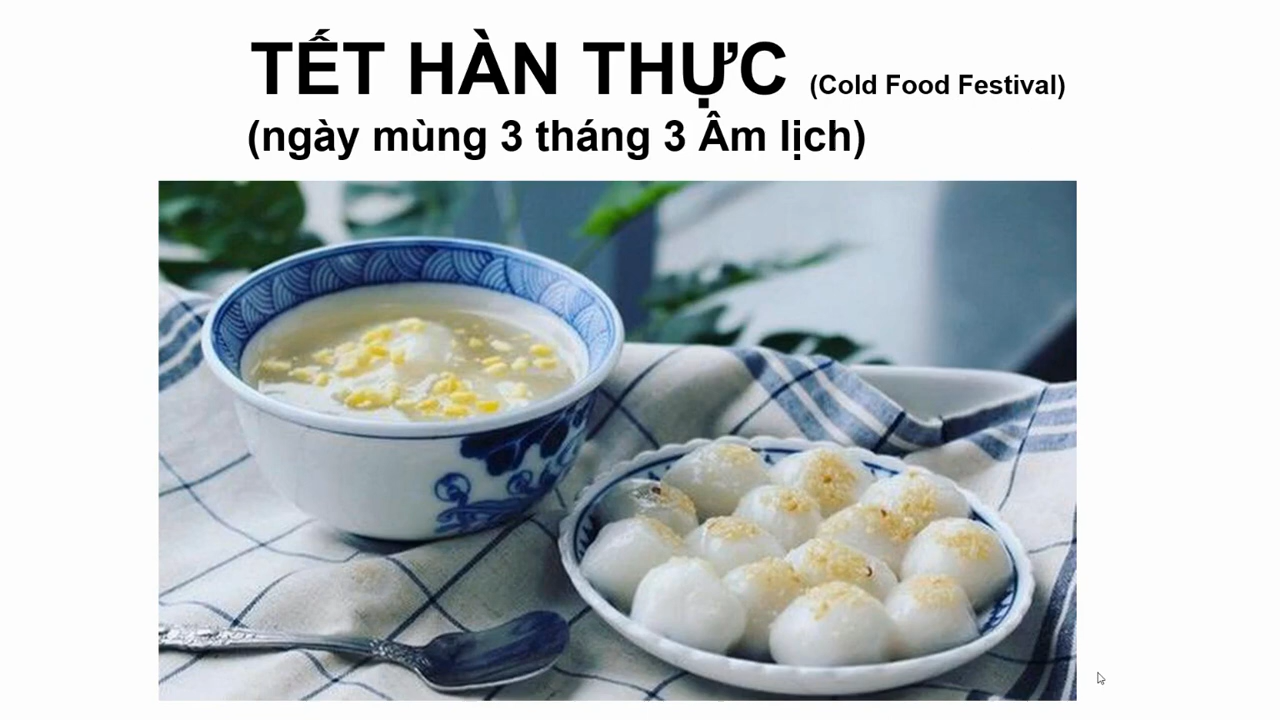 TẾT HÀN THỰC (Cold Food Festival)
(ngày mùng 3 tháng 3 Âm lịch)